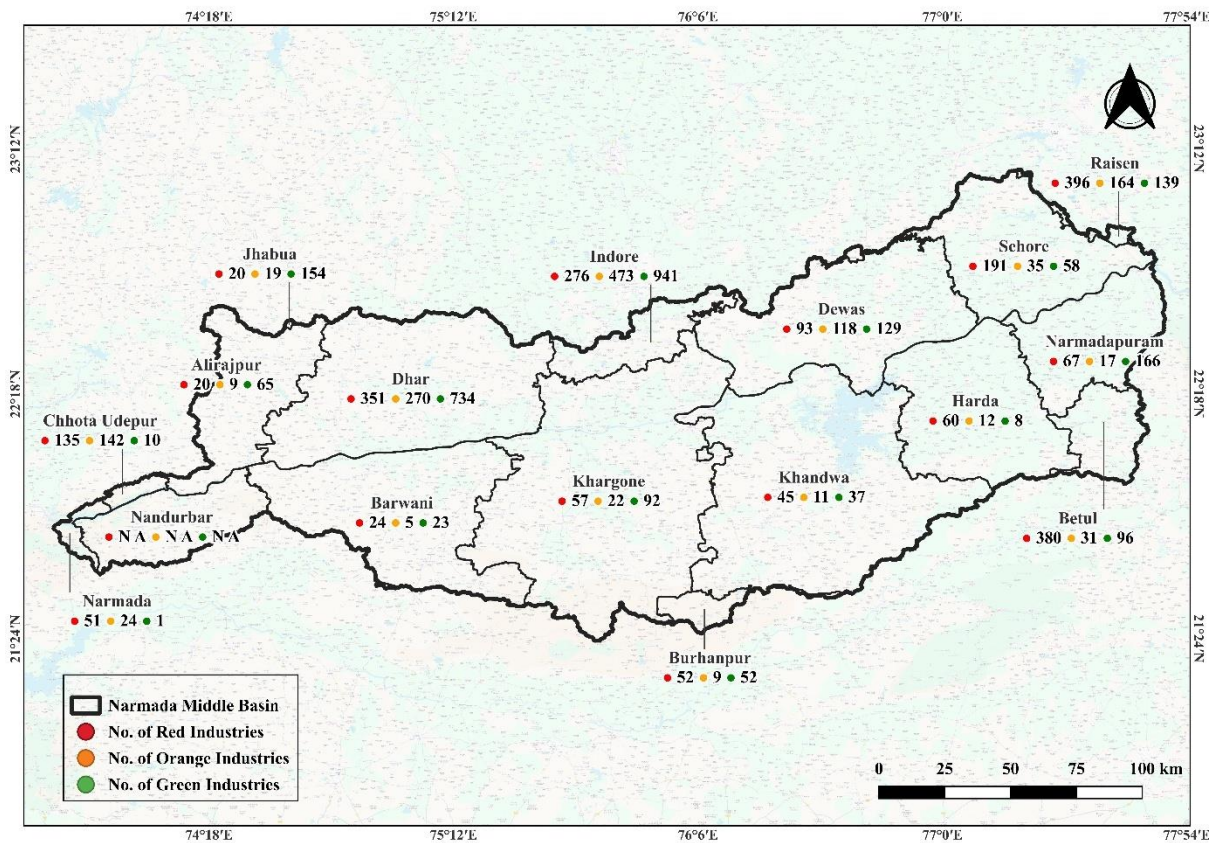 74°18'E 75°12'E 76°6'E 77°0'E 77°54'E
23°12'N 23°12'N
Raisen
396 164 139
Jhabua
20 19 154
Indore
276 473 941
Sehore
191 35 58
Dewas
93 118 129
Narmadapuram
67 17 166
Alirajpur
20 9 65
Dhar
351 270 734
22°18'N 22°18'N
Harda
60 12 8
Chhota Udepur
135 142 10
Khargone
57 22 92
Khandwa
45 11 37
Barwani
24 5 23
Nandurbar
NA NA NA
Betul
380 31 96
Narmada
51 24 1
21°24'N 21°24'N
Burhanpur
52 9 52
Narmada Middle Basin
No. of Red Industries
No. of Orange Industries
No. of Green Industries
0 25 50 75 100 km
74°18'E 75°12'E 76°6'E 77°0'E 77°54'E